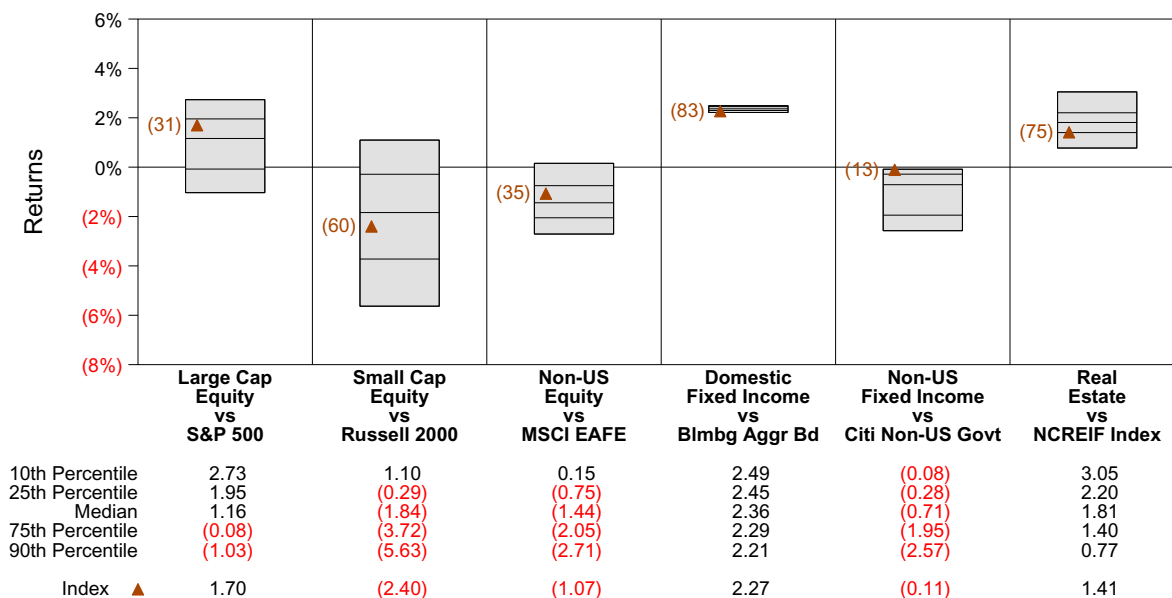 6%
4%
2%
0%
(2%)
(4%)
(6%)
(8%)
Returns
(31)
(60)
(35)
(83)
(13)
(75)
Large Cap
Equity
vs
S&P 500
Small Cap
Equity
vs
Russell 2000
Non-US
Equity
vs
MSCI EAFE
Domestic
Fixed Income
vs
Blmbg Aggr Bd
Non-US
Fixed Income
vs
Citi Non-US Govt
Real
Estate
vs
NCREIF Index
10th Percentile 2.73 1.10 0.15 2.49 (0.08) 3.05
25th Percentile 1.95 (0.29) (0.75) 2.45 (0.28) 2.20
Median 1.16 (1.84) (1.44) 2.36 (0.71) 1.81
75th Percentile (0.08) (3.72) (2.05) 2.29 (1.95) 1.40
90th Percentile (1.03) (5.63) (2.71) 2.21 (2.57) 0.77
Index 1.70 (2.40) (1.07) 2.27 (0.11) 1.41